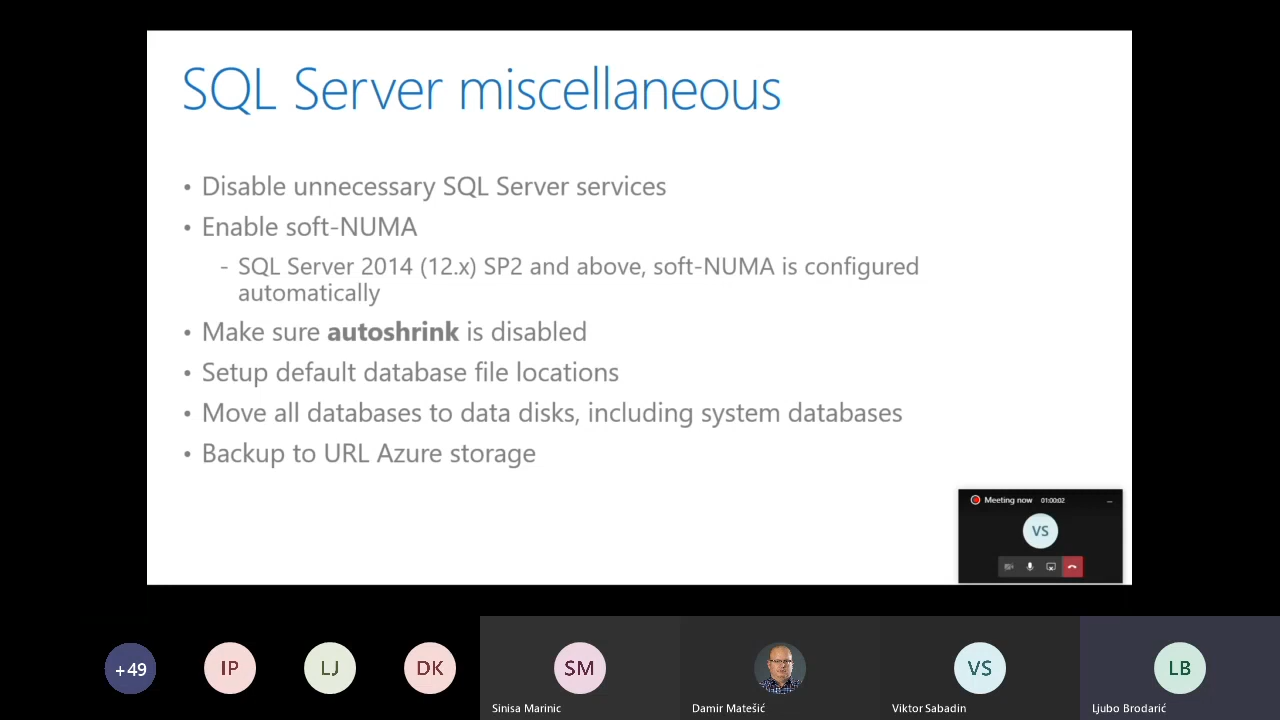 SQL Server miscellaneous
• Disable unnecessary SQL Server services
• Enable soft-NUMA
- SQL Server 2014 (12.x) SP2 and above, soft-NUMA is configured
automatically
• Make sure autoshrink is disabled
• Setup default database file locations
• Move all databases to data disks, including system databases
• Backup to URL Azure storage
Meeting now 01:00:02
VS
+49
IP
LJ
DK
SM
VS
LB
Sinisa Marinic
Damir Matešić
Viktor Sabadin
Ljubo Brodarić